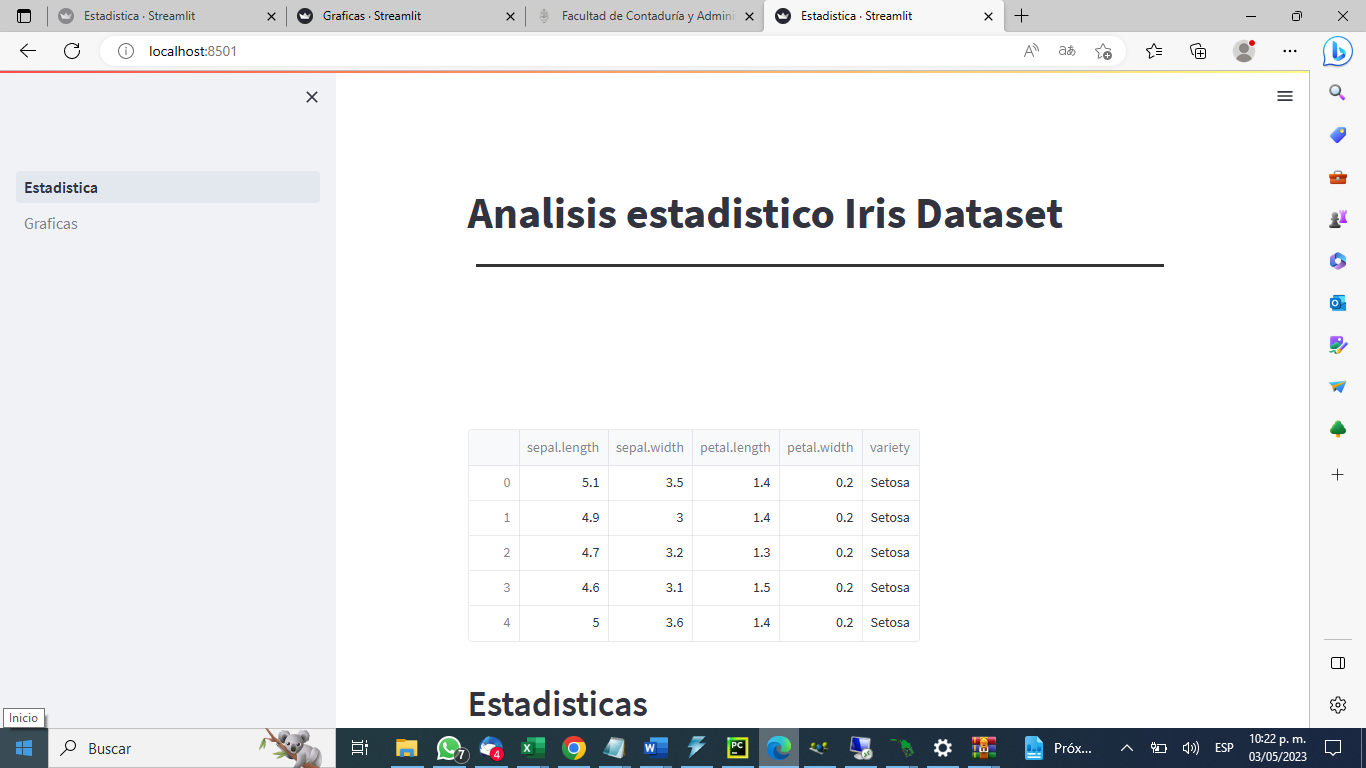 Estadistica · Streamlit
Graficas · Streamlit
Facultad de Contaduría y Admini
Estadistica · Streamlit
localhost:8501
Estadistica
Graficas
Analisis estadistico Iris Dataset
sepal.length sepal.width petal.length petal.width variety
0 5.1 3.5 1.4 0.2 Setosa
1 4.9 3 1.4 0.2 Setosa
2 4.7 3.2 1.3 0.2 Setosa
3 4.6 3.1 1.5 0.2 Setosa
4 5 3.6 1.4 0.2 Setosa
Estadisticas
Inicio
Buscar
7
4
PC
Próx...
ESP
10:22 p. m.
03/05/2023